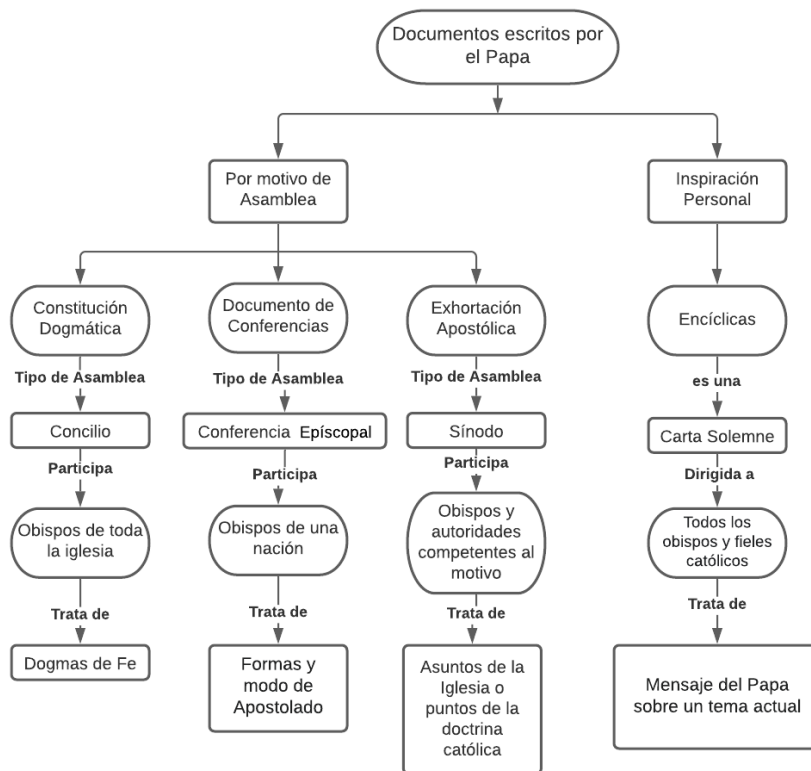 Documentos escritos por
el Papa
Por motivo de
Asamblea
Inspiración
Personal
Constitución
Dogmática
Documento de
Conferencias
Exhortación
Apostólica
Encíclicas
Tipo de Asamblea
Tipo de Asamblea
Tipo de Asamblea
es una
Concilio
Conferencia Epíscopal
Sínodo
Carta Solemne
Participa
Participa
Participa
Dirigida a
Obispos de toda
la iglesia
Obispos de una
nación
Obispos y
autoridades
competentes al
motivo
Todos los
obispos y fieles
católicos
Trata de
Trata de
Trata de
Trata de
Dogmas de Fe
Formas y
modo de
Apostolado
Asuntos de la
Iglesia o
puntos de la
doctrina
católica
Mensaje del Papa
sobre un tema actual